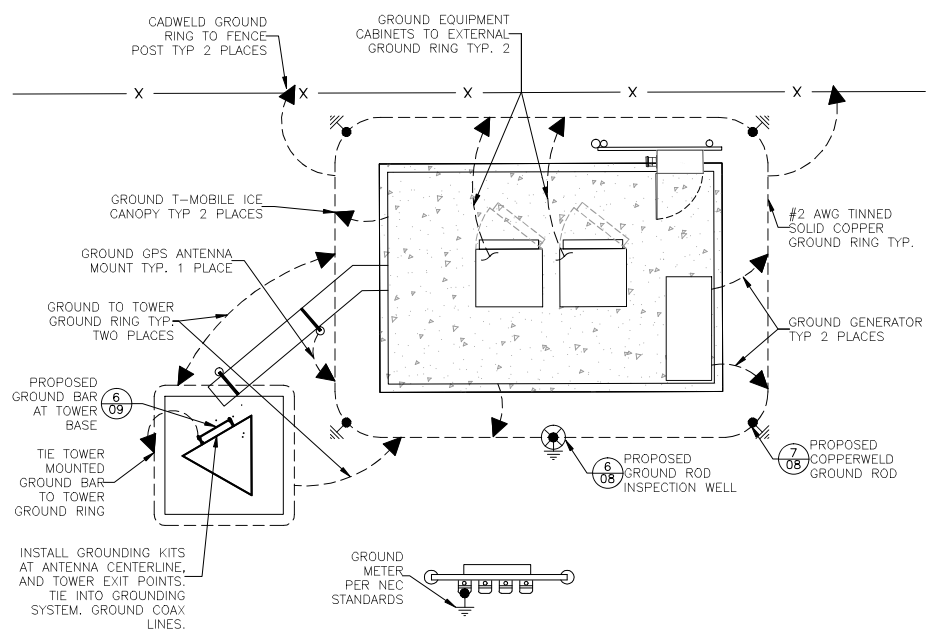 CADWELD GROUND
RING TO FENCE
POST TYP 2 PLACES
GROUND EQUIPMENT
CABINETS TO EXTERNAL
GROUND RING TYP. 2
X X X X X
GROUND T-MOBILE ICE
CANOPY TYP 2 PLACES
#2 AWG TINNED
SOLID COPPER
GROUND RING TYP.
GROUND GPS ANTENNA
MOUNT TYP. 1 PLACE
GROUND TO TOWER
GROUND RING TYP.
TWO PLACES
GROUND GENERATOR
TYP 2 PLACES
PROPOSED
GROUND BAR
AT TOWER
BASE
6
09
TIE TOWER
MOUNTED
GROUND BAR
TO TOWER
GROUND RING
6
08
PROPOSED
GROUND ROD
INSPECTION WELL
7
08
PROPOSED
COPPERWELD
GROUND ROD
INSTALL GROUNDING KITS
AT ANTENNA CENTERLINE,
AND TOWER EXIT POINTS.
TIE INTO GROUNDING
SYSTEM. GROUND COAX
LINES.
GROUND
METER
PER NEC
STANDARDS